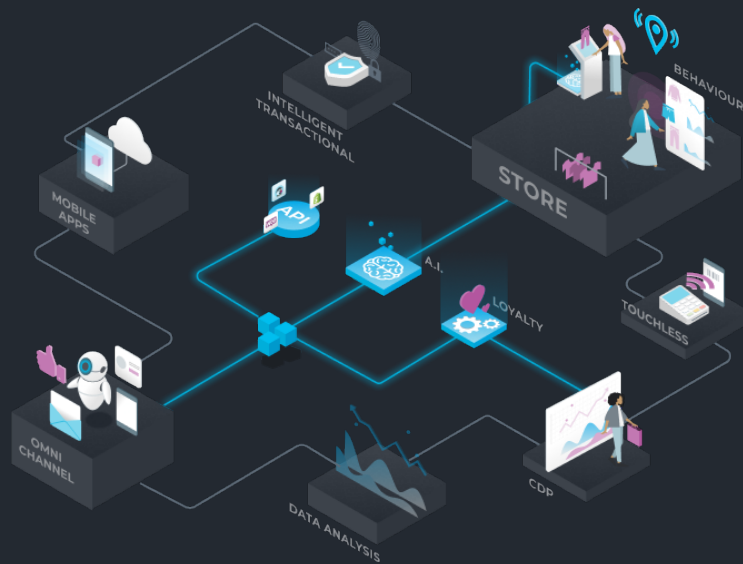 BEHAVIOUR
INTELLIGENT
TRANSACTIONAL
STORE
MOBILE
APPS
API
A.I.
LOYALTY
TOUCHLESS
OMNI
CHANNEL
CDP
DATA ANALYSIS